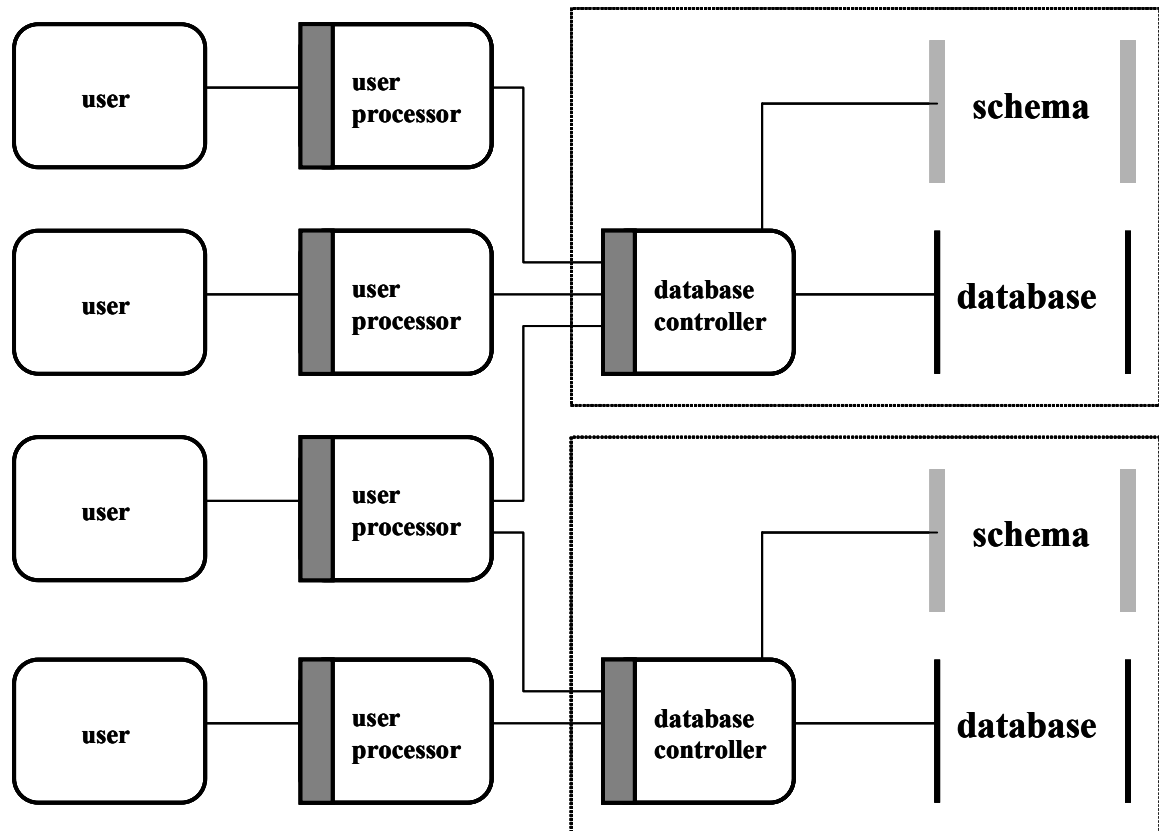 user
user
processor
schema
user
user
processor
database
controller
database
user
user
processor
schema
user
user
processor
database
controller
database